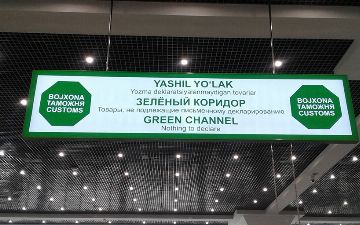 BOJXONA
ТАМОЖНЯ
CUSTOMS
YASHIL YO'LAK
Yozma deklaratsiyalanmaydigan tovarlar
ЗЕЛЁНЫЙ КОРИДОР
Товары, не подлежащие письменному декларированию
GREEN CHANNEL
Nothing to declare
BOJXONA
ТАМОЖНЯ
CUSTOMS